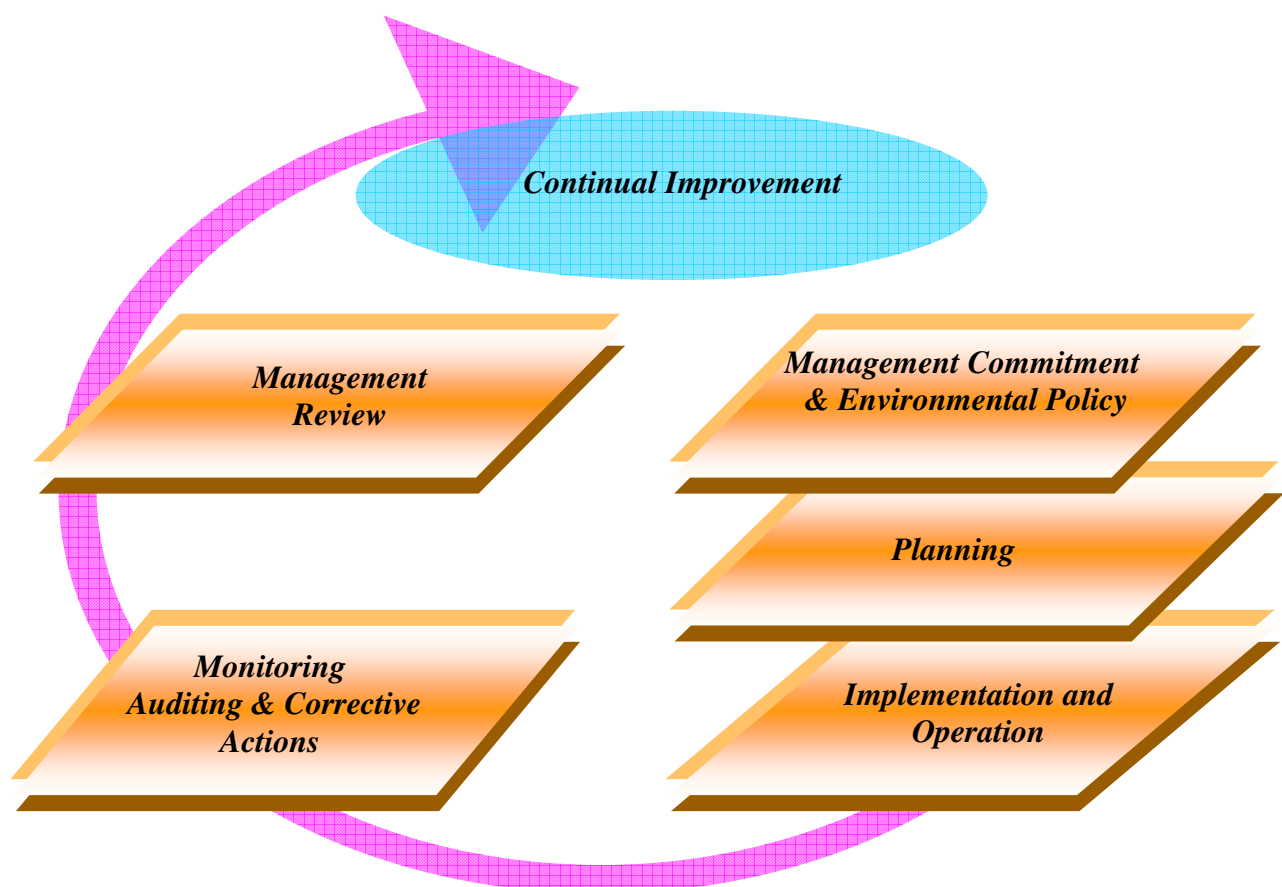 Continual Improvement
Management
Review
Management Commitment
& Environmental Policy
Planning
Monitoring
Auditing & Corrective
Actions
Implementation and
Operation